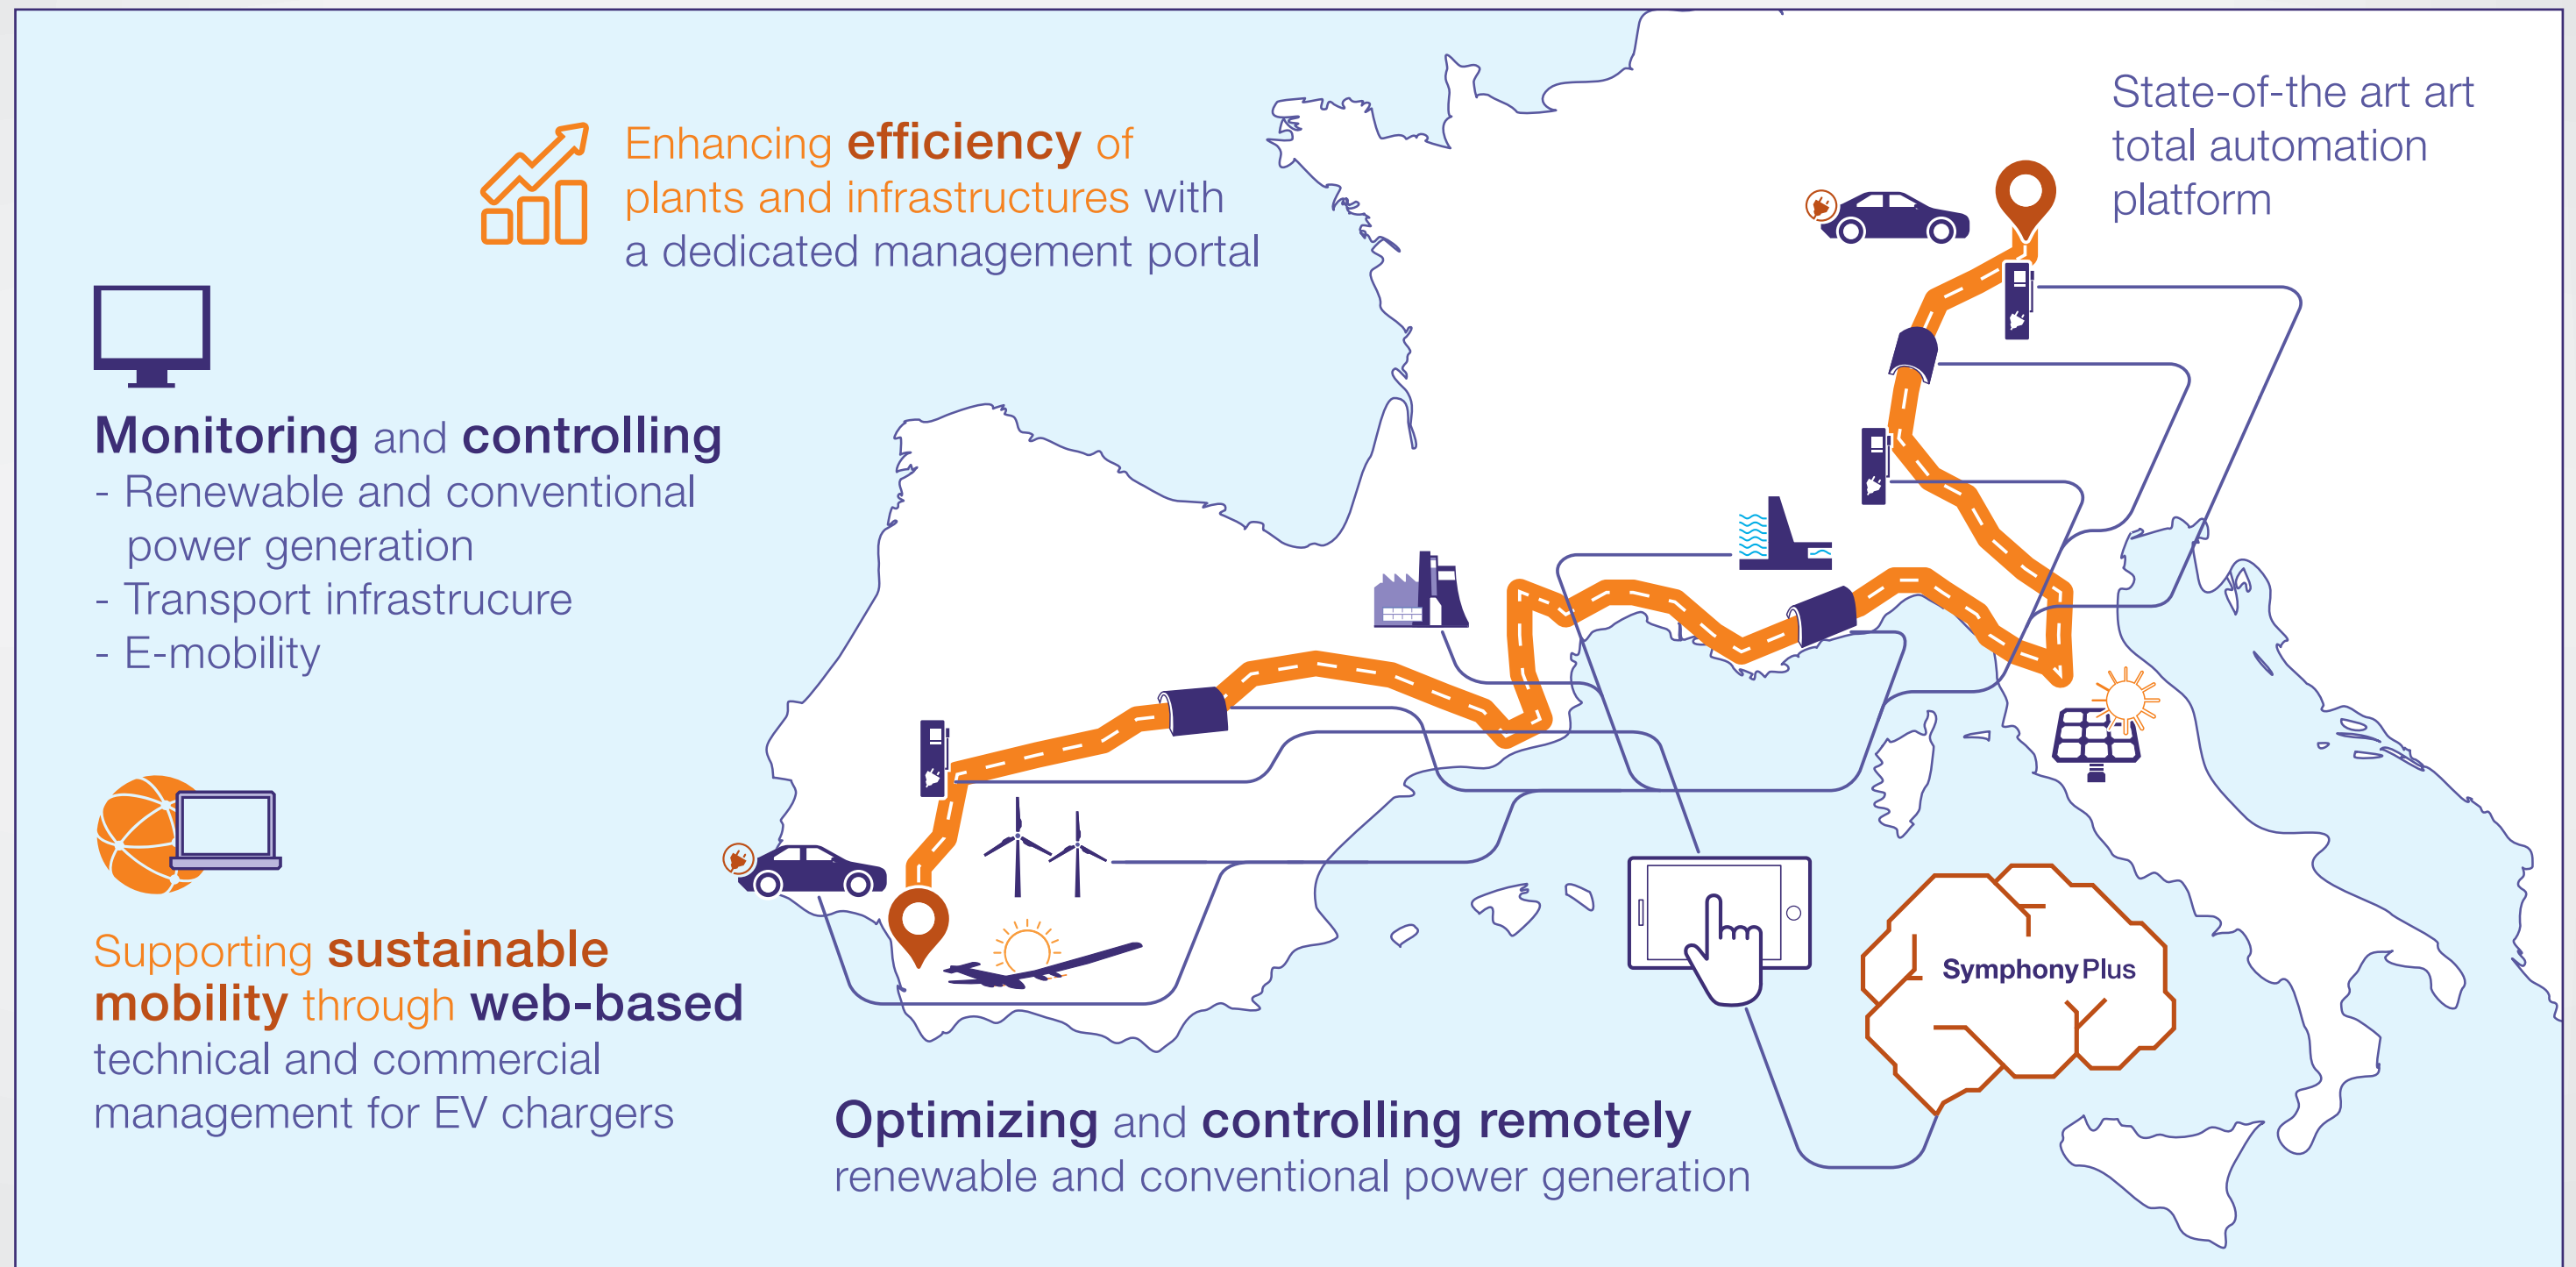 Enhancing efficiency of
plants and infrastructures with
a dedicated management portal
State-of-the art art
total automation
platform
Monitoring and controlling
- Renewable and conventional
power generation
- Transport infrastrucure
- E-mobility
Supporting sustainable
mobility through web-based
technical and commercial
management for EV chargers
Symphony Plus
Optimizing and controlling remotely
renewable and conventional power generation